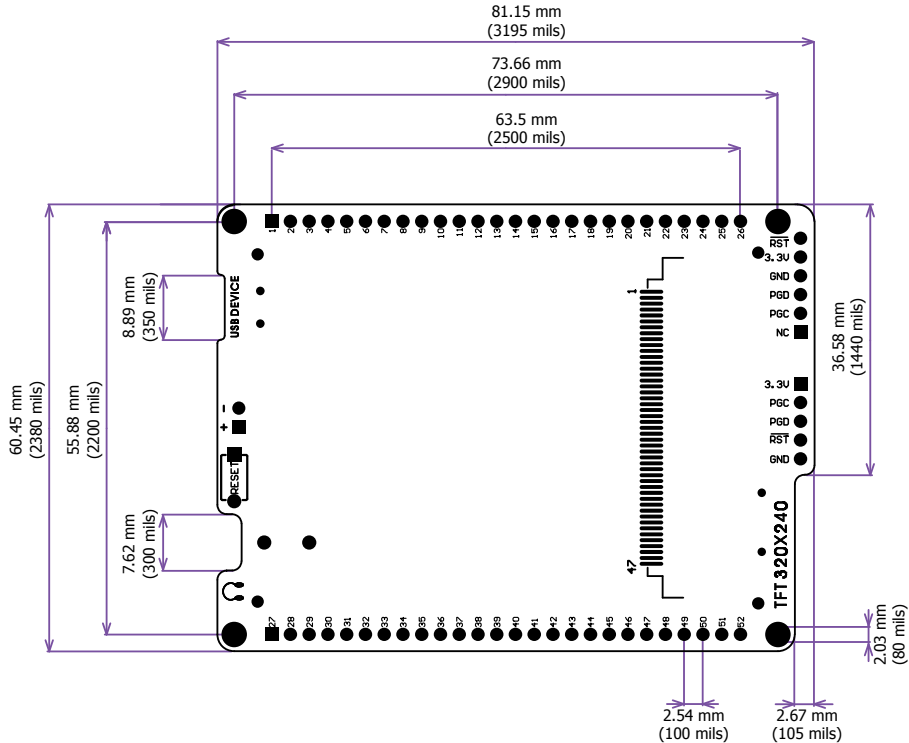 81.15 mm
(3195 mils)
73.66 mm
(2900 mils)
63.5 mm
(2500 mils)
1 2 3 4 5 6 7 8 9 10 11 12 13 14 15 16 17 18 19 20 21 22 23 24 25 26
RST
3.3V
GND
PGD
PGC
NC
3.3V
PGC
PGD
RST
GND
36.58 mm
(1440 mils)
USB DEVICE
8.89 mm
(350 mils)
60.45 mm
(2380 mils)
55.88 mm
(2200 mils)
-
+
RESET
7.62 mm
(300 mils)
1
47
TFT320X240
27 28 29 30 31 32 33 34 35 36 37 38 39 40 41 42 43 44 45 46 47 48 49 50 51 52
2.03 mm
(80 mils)
2.54 mm
(100 mils)
2.67 mm
(105 mils)